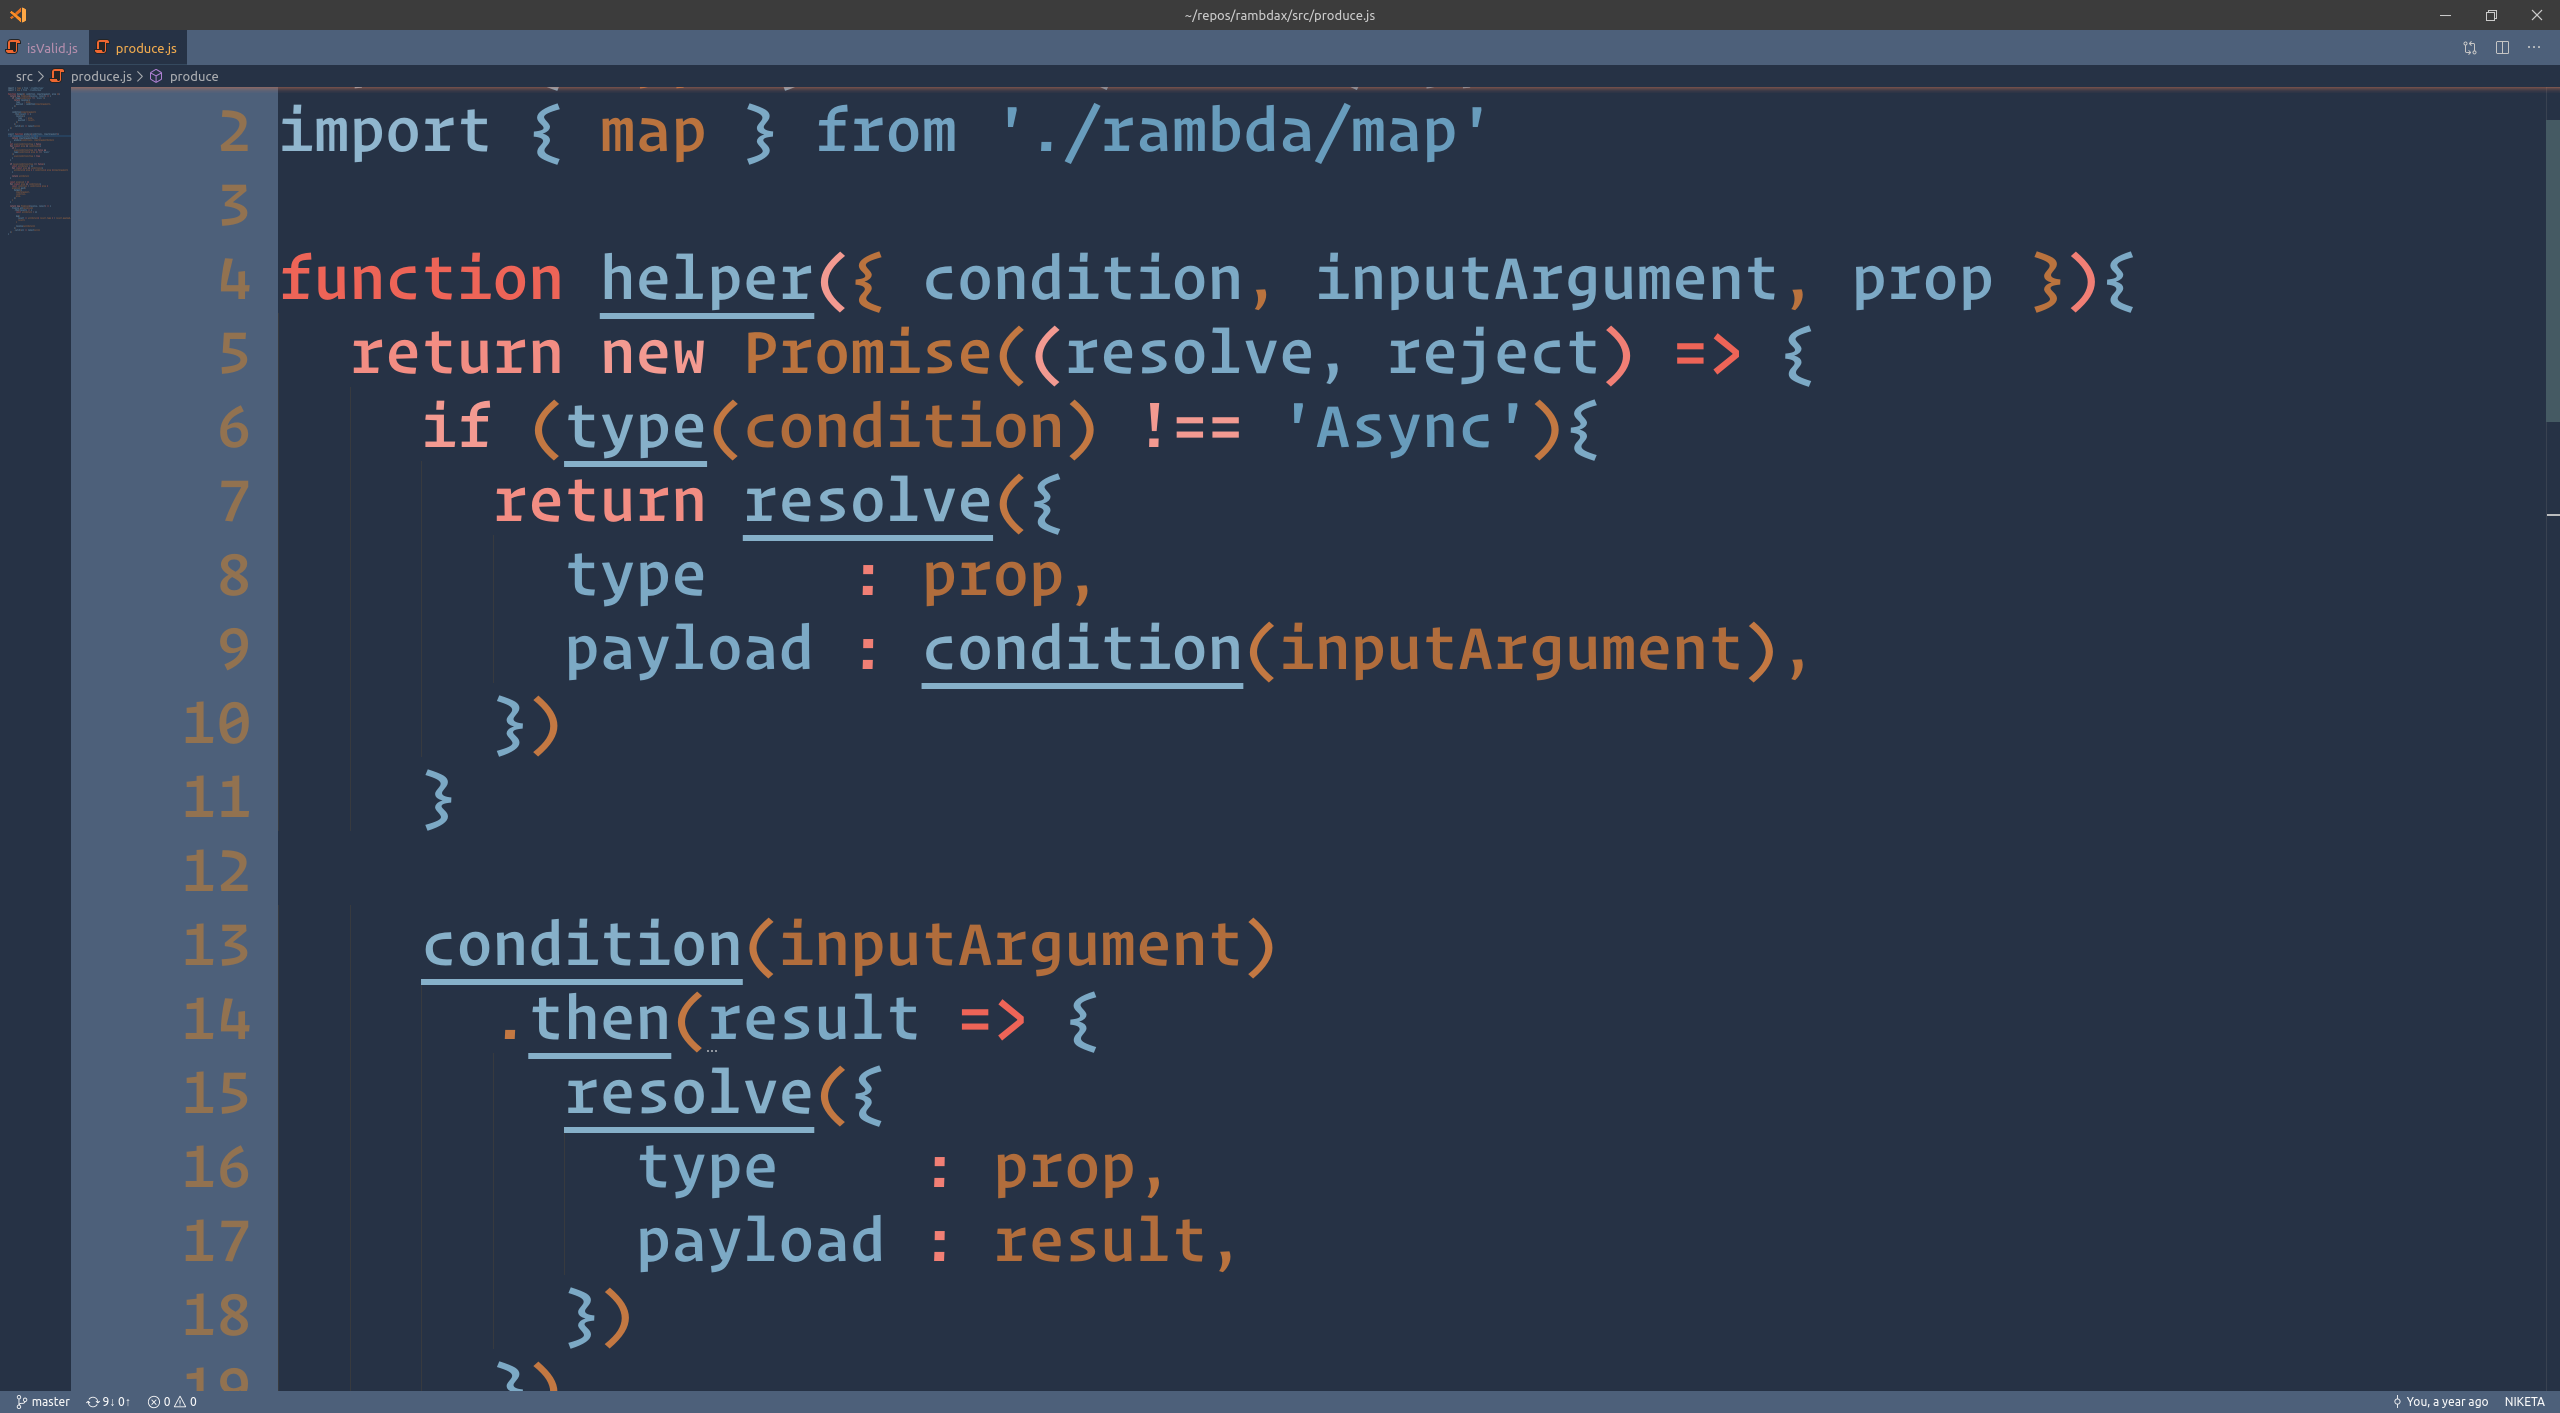 ~/repos/rambdax/src/produce.js
isValid.js produce.js
src > produce.js > produce
2 import { map } from './rambda/map'
3
4 function helper({ condition, inputArgument, prop }){
5   return new Promise((resolve, reject) => {
6     if (type(condition) !== 'Async'){
7       return resolve({
8         type    : prop,
9         payload : condition(inputArgument),
10       })
11     }
12
13     condition(inputArgument)
14       .then(result => {
15         resolve({
16           type    : prop,
17           payload : result,
18         })
19       })
master 9↓ 0↑ 0 0 You, a year ago NIKETA